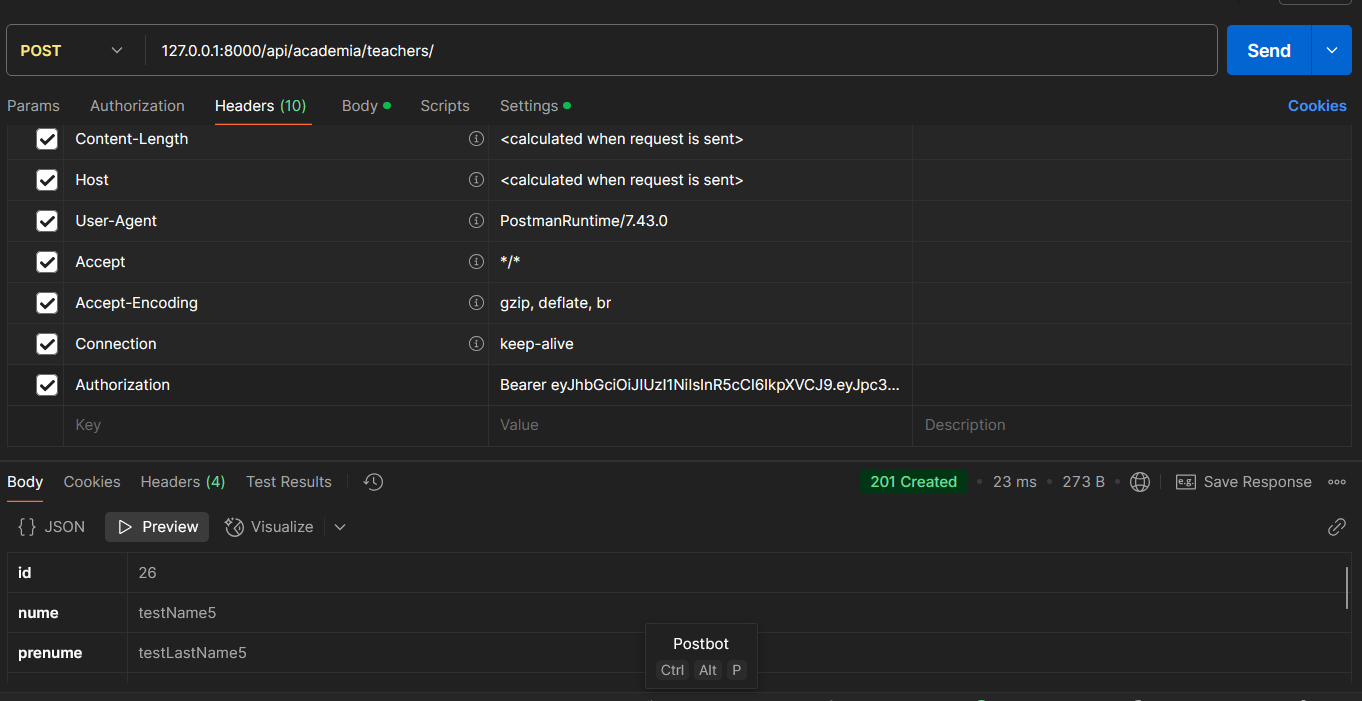 POST 127.0.0.1:8000/api/academia/teachers/ Send
Params Authorization Headers (10) Body Scripts Settings Cookies
Content-Length <calculated when request is sent>
Host <calculated when request is sent>
User-Agent PostmanRuntime/7.43.0
Accept */*
Accept-Encoding gzip, deflate, br
Connection keep-alive
Authorization Bearer eyJhbGciOiJIUzI1NiIsInR5cCI6IkpXVCJ9.eyJpc3...
Key Value Description
Body Cookies Headers (4) Test Results 201 Created 23 ms 273 B e.g. Save Response
{} JSON Preview Visualize
id 26
nume testName5
prenume testLastName5
Postbot
Ctrl Alt P